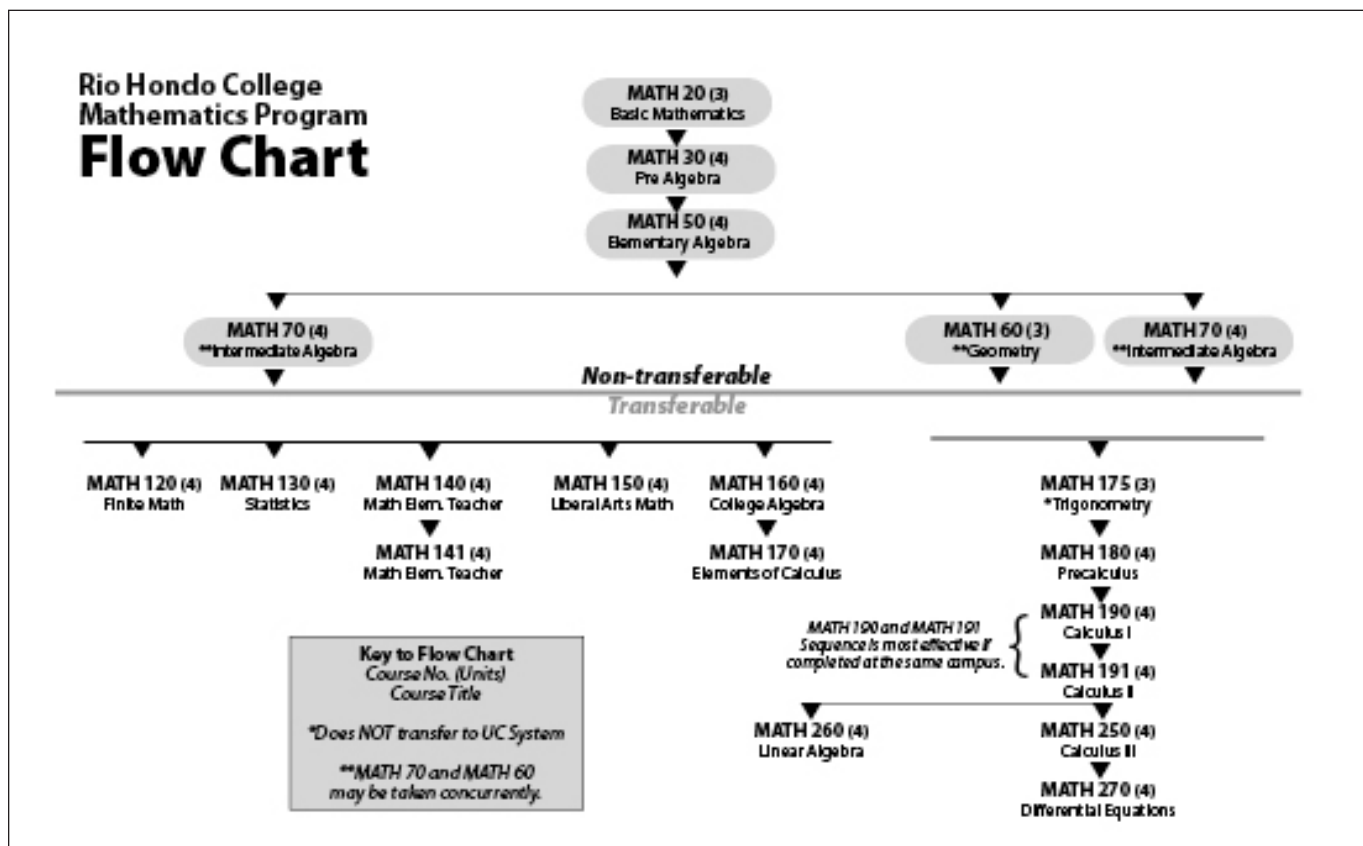 Rio Hondo College
Mathematics Program
Flow Chart
MATH 20 (3)
Basic Mathematics
MATH 30 (4)
Pre Algebra
MATH 50 (4)
Elementary Algebra
MATH 70 (4)
**Intermediate Algebra
MATH 60 (3)
**Geometry
MATH 70 (4)
**Intermediate Algebra
Non-transferable
Transferable
MATH 120 (4)
Finite Math
MATH 130 (4)
Statistics
MATH 140 (4)
Math Elem. Teacher
MATH 150 (4)
Liberal Arts Math
MATH 160 (4)
College Algebra
MATH 175 (3)
*Trigonometry
MATH 141 (4)
Math Elem. Teacher
MATH 170 (4)
Elements of Calculus
MATH 180 (4)
Precalculus
MATH 190 and MATH 191
Sequence is most effective if
completed at the same campus.
{
MATH 190 (4)
Calculus I
MATH 191 (4)
Calculus II
MATH 260 (4)
Linear Algebra
MATH 250 (4)
Calculus III
MATH 270 (4)
Differential Equations
Key to Flow Chart
Course No. (Units)
Course Title
*Does NOT transfer to UC System
**MATH 70 and MATH 60
may be taken concurrently.